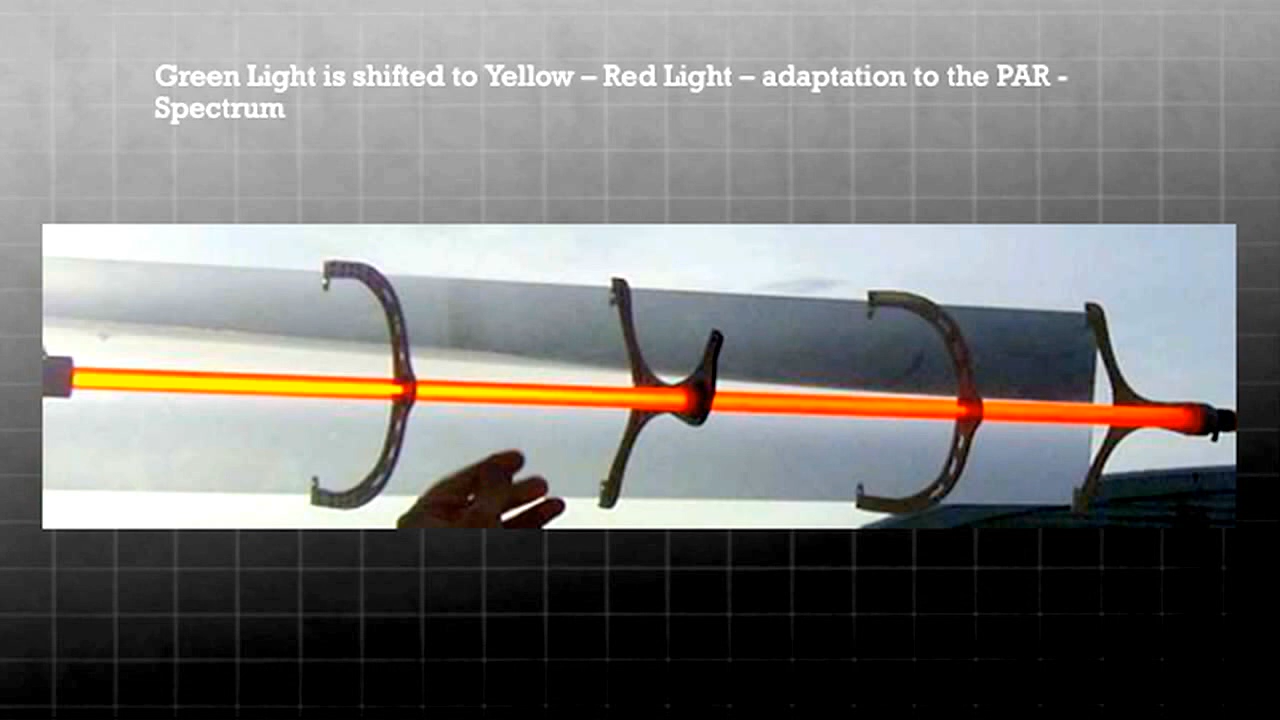 Green Light is shifted to Yellow – Red Light – adaptation to the PAR -
Spectrum